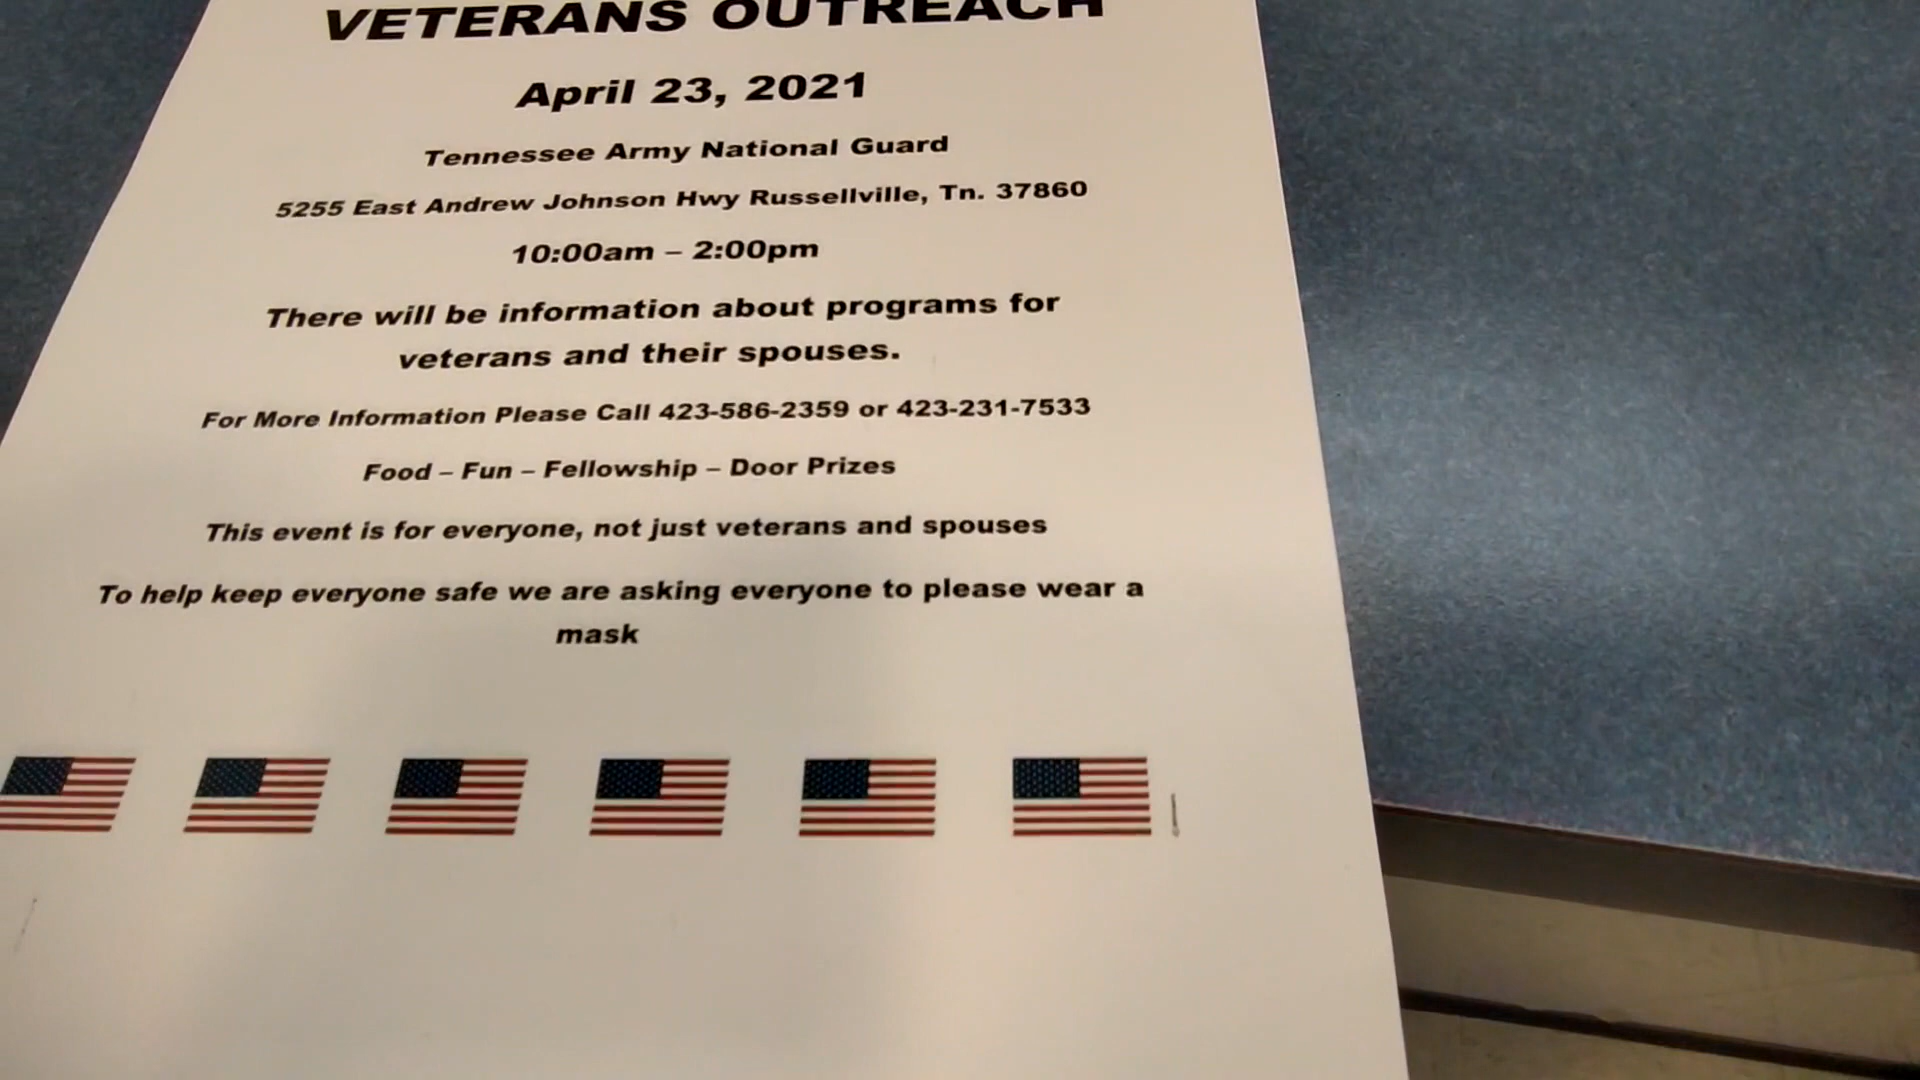 VETERANS OUTREACH
April 23, 2021
Tennessee Army National Guard
5255 East Andrew Johnson Hwy Russellville, Tn. 37860
10:00am – 2:00pm
There will be information about programs for
veterans and their spouses.
For More Information Please Call 423-586-2359 or 423-231-7533
Food – Fun – Fellowship – Door Prizes
This event is for everyone, not just veterans and spouses
To help keep everyone safe we are asking everyone to please wear a
mask